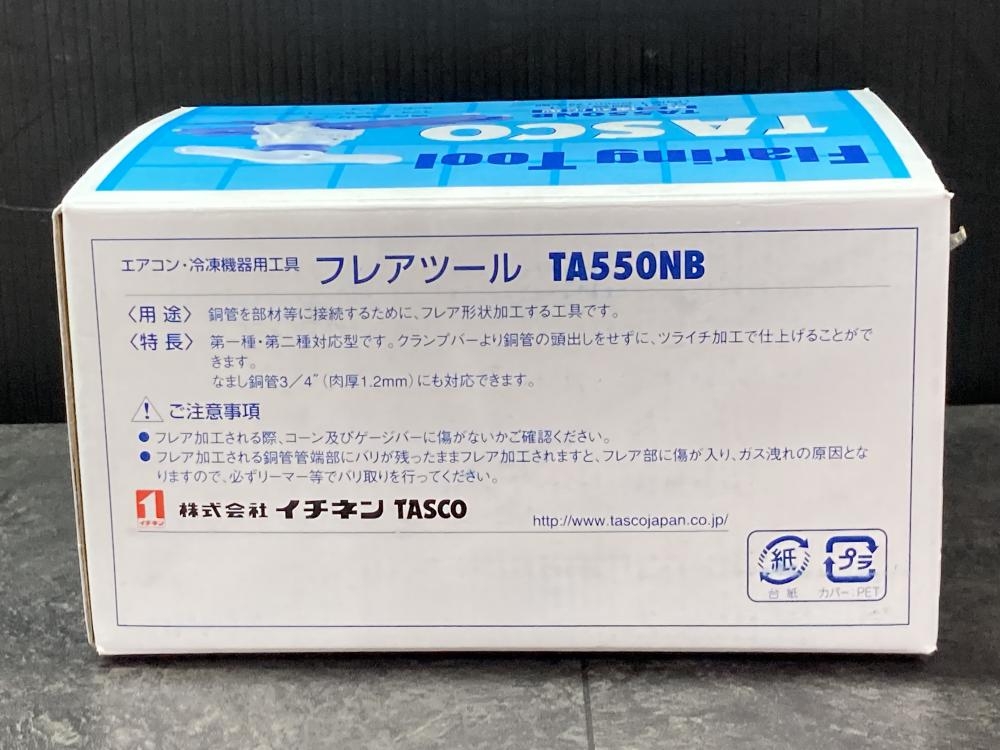 Flaring Tool
TASCO
TA550NB
エアコン・冷凍機器用工具 フレアツール TA550NB
〈用途〉 銅管を部材等に接続するために、フレア形状加工する工具です。
〈特長〉 第一種・第二種対応型です。クランプバーより銅管の頭出しをせずに、ツライチ加工で仕上げることがで
きます。
なまし銅管3/4"(肉厚1.2mm)にも対応できます。
ご注意事項
● フレア加工される際、コーン及びゲージバーに傷がないかご確認ください。
● フレア加工される銅管管端部にバリが残ったままフレア加工されますと、フレア部に傷が入り、ガス洩れの原因とな
りますので、必ずリーマー等でバリ取りを行ってください。
1 イチネン 株式会社イチネン TASCO
http://www.tascojapan.co.jp/
紙 プラ
台紙 カバー:PET